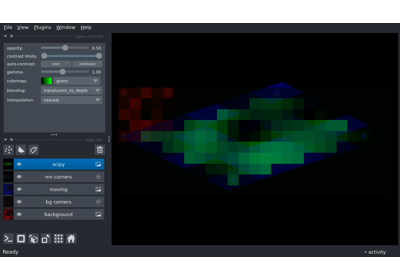 File View Plugins Window Help
opacity: 0.50
contrast limits:
auto-contrast: once continuous
gamma: 1.00
colormap: green
blending: translucent_no_depth
interpolation: nearest
scipy
mv corners
moving
bg corners
background
Ready activity